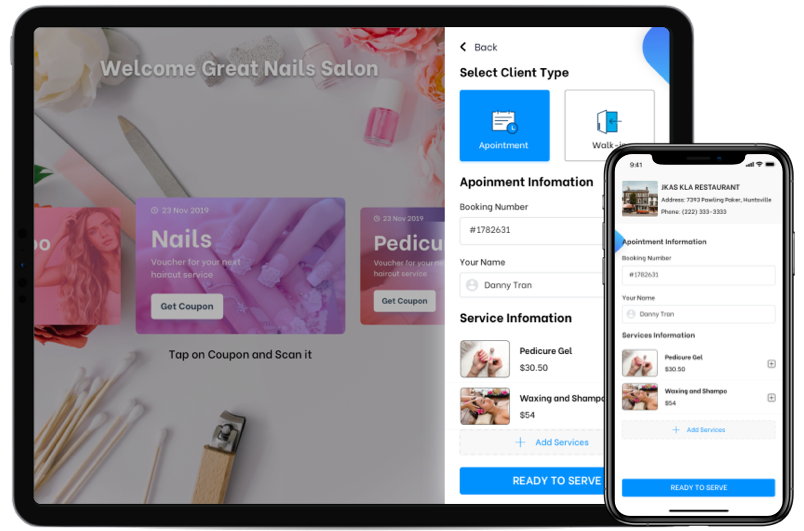 Welcome Great Nails Salon
po
23 Nov 2019
Nails
Voucher for your next
haircut service
Get Coupon
23 Nov 2019
Pedicu
Voucher for your next
haircut service
Get Coupon
Tap on Coupon and Scan it
Back
Select Client Type
Apointment
Walk-in
Apoinment Infomation
Booking Number
#1782631
Your Name
Danny Tran
Service Infomation
Pedicure Gel
$30.50
Waxing and Shampo
$54
Add Services
READY TO SERVE
9:41
JKAS KLA RESTAURANT
Address: 7393 Pawling Paker, Huntsville
Phone: (222) 333-3333
Apointment Information
Booking Number
#1782631
Your Name
Danny Tran
Services Information
Pedicure Gel
$30.50
Waxing and Shampo
$54
Add Services
READY TO SERVE